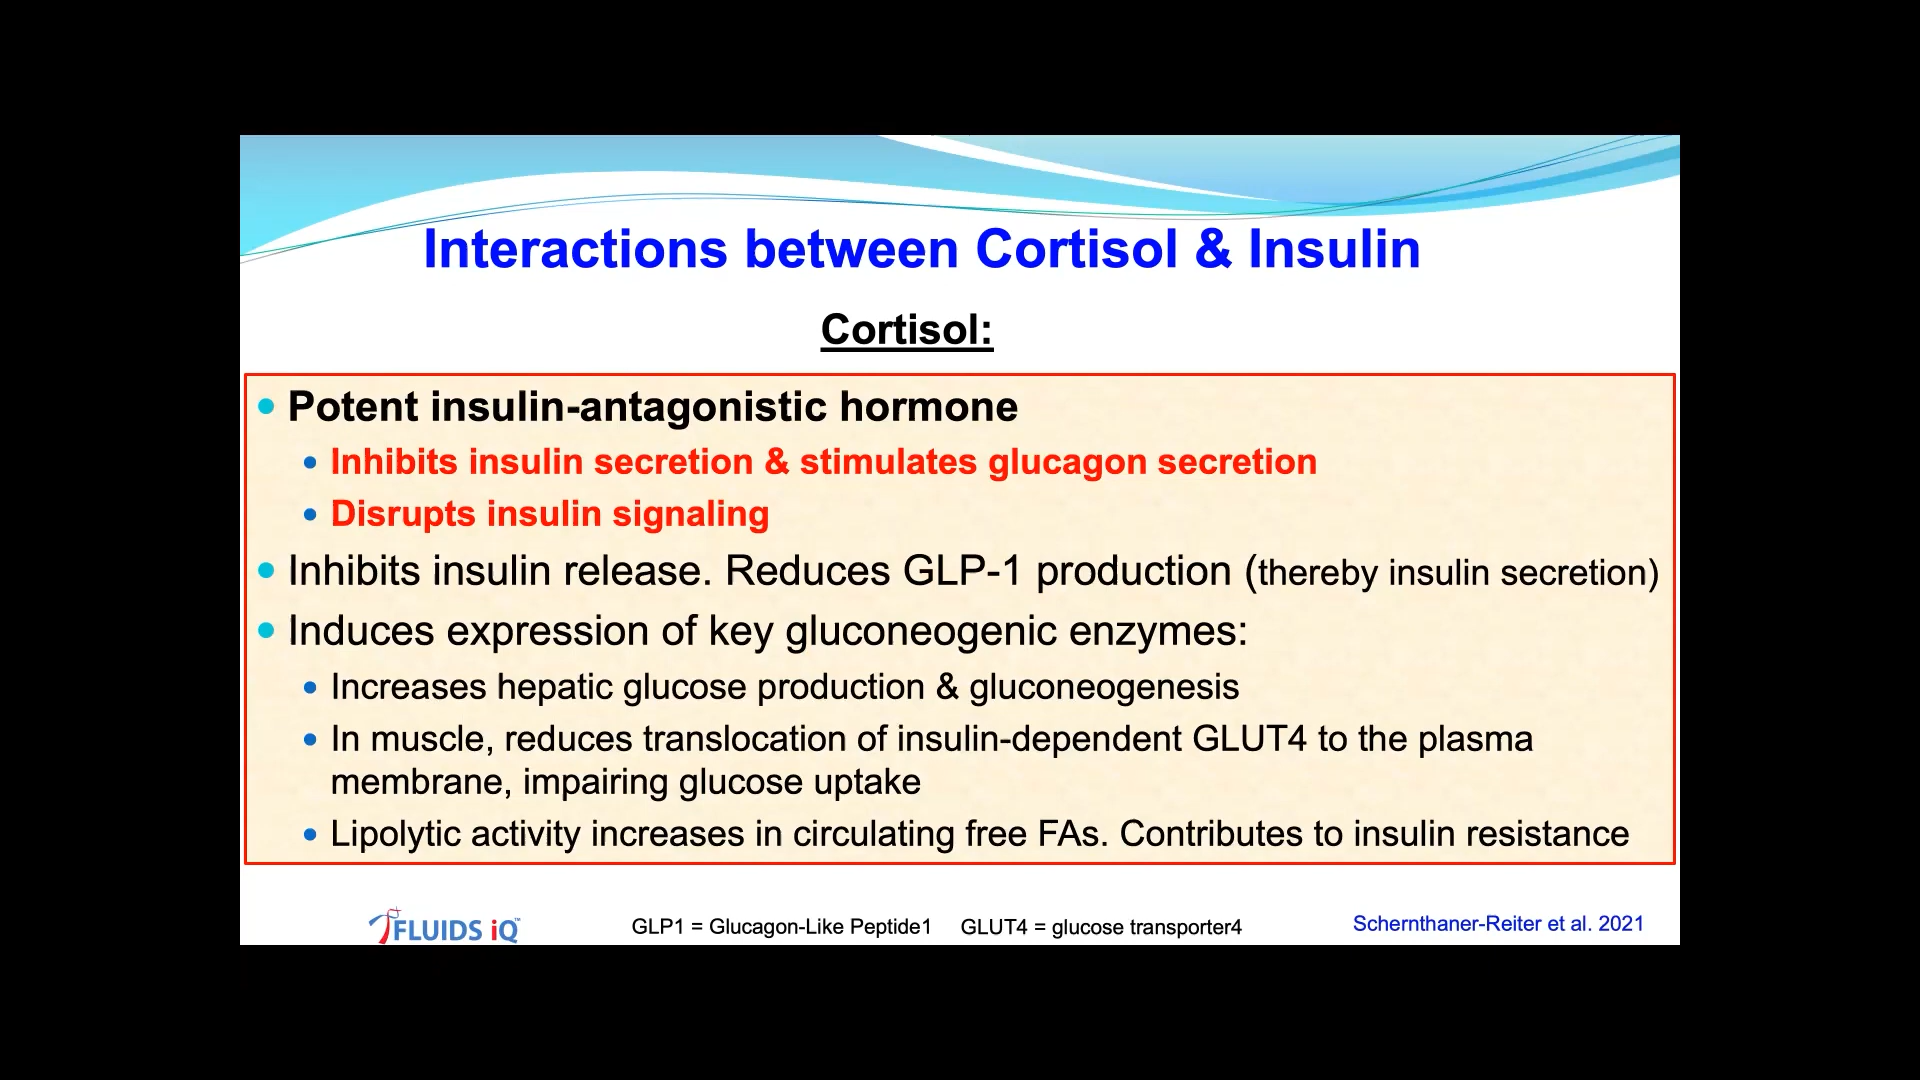 Interactions between Cortisol & Insulin
Cortisol:
Potent insulin-antagonistic hormone
Inhibits insulin secretion & stimulates glucagon secretion
Disrupts insulin signaling
Inhibits insulin release. Reduces GLP-1 production (thereby insulin secretion)
Induces expression of key gluconeogenic enzymes:
Increases hepatic glucose production & gluconeogenesis
In muscle, reduces translocation of insulin-dependent GLUT4 to the plasma
membrane, impairing glucose uptake
Lipolytic activity increases in circulating free FAs. Contributes to insulin resistance
FLUIDS iQ™
GLP1 = Glucagon-Like Peptide1 GLUT4 = glucose transporter4
Schernthaner-Reiter et al. 2021